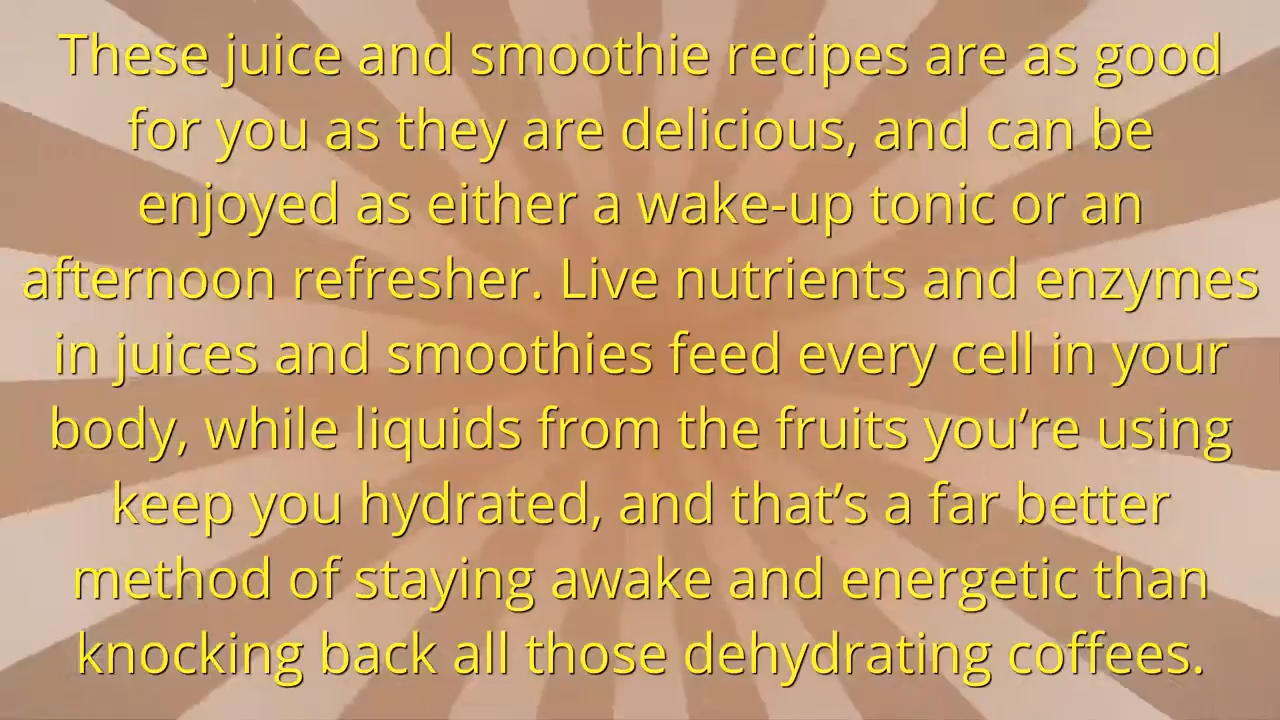 These juice and smoothie recipes are as good
for you as they are delicious, and can be
enjoyed as either a wake-up tonic or an
afternoon refresher. Live nutrients and enzymes
in juices and smoothies feed every cell in your
body, while liquids from the fruits you’re using
keep you hydrated, and that’s a far better
method of staying awake and energetic than
knocking back all those dehydrating coffees.